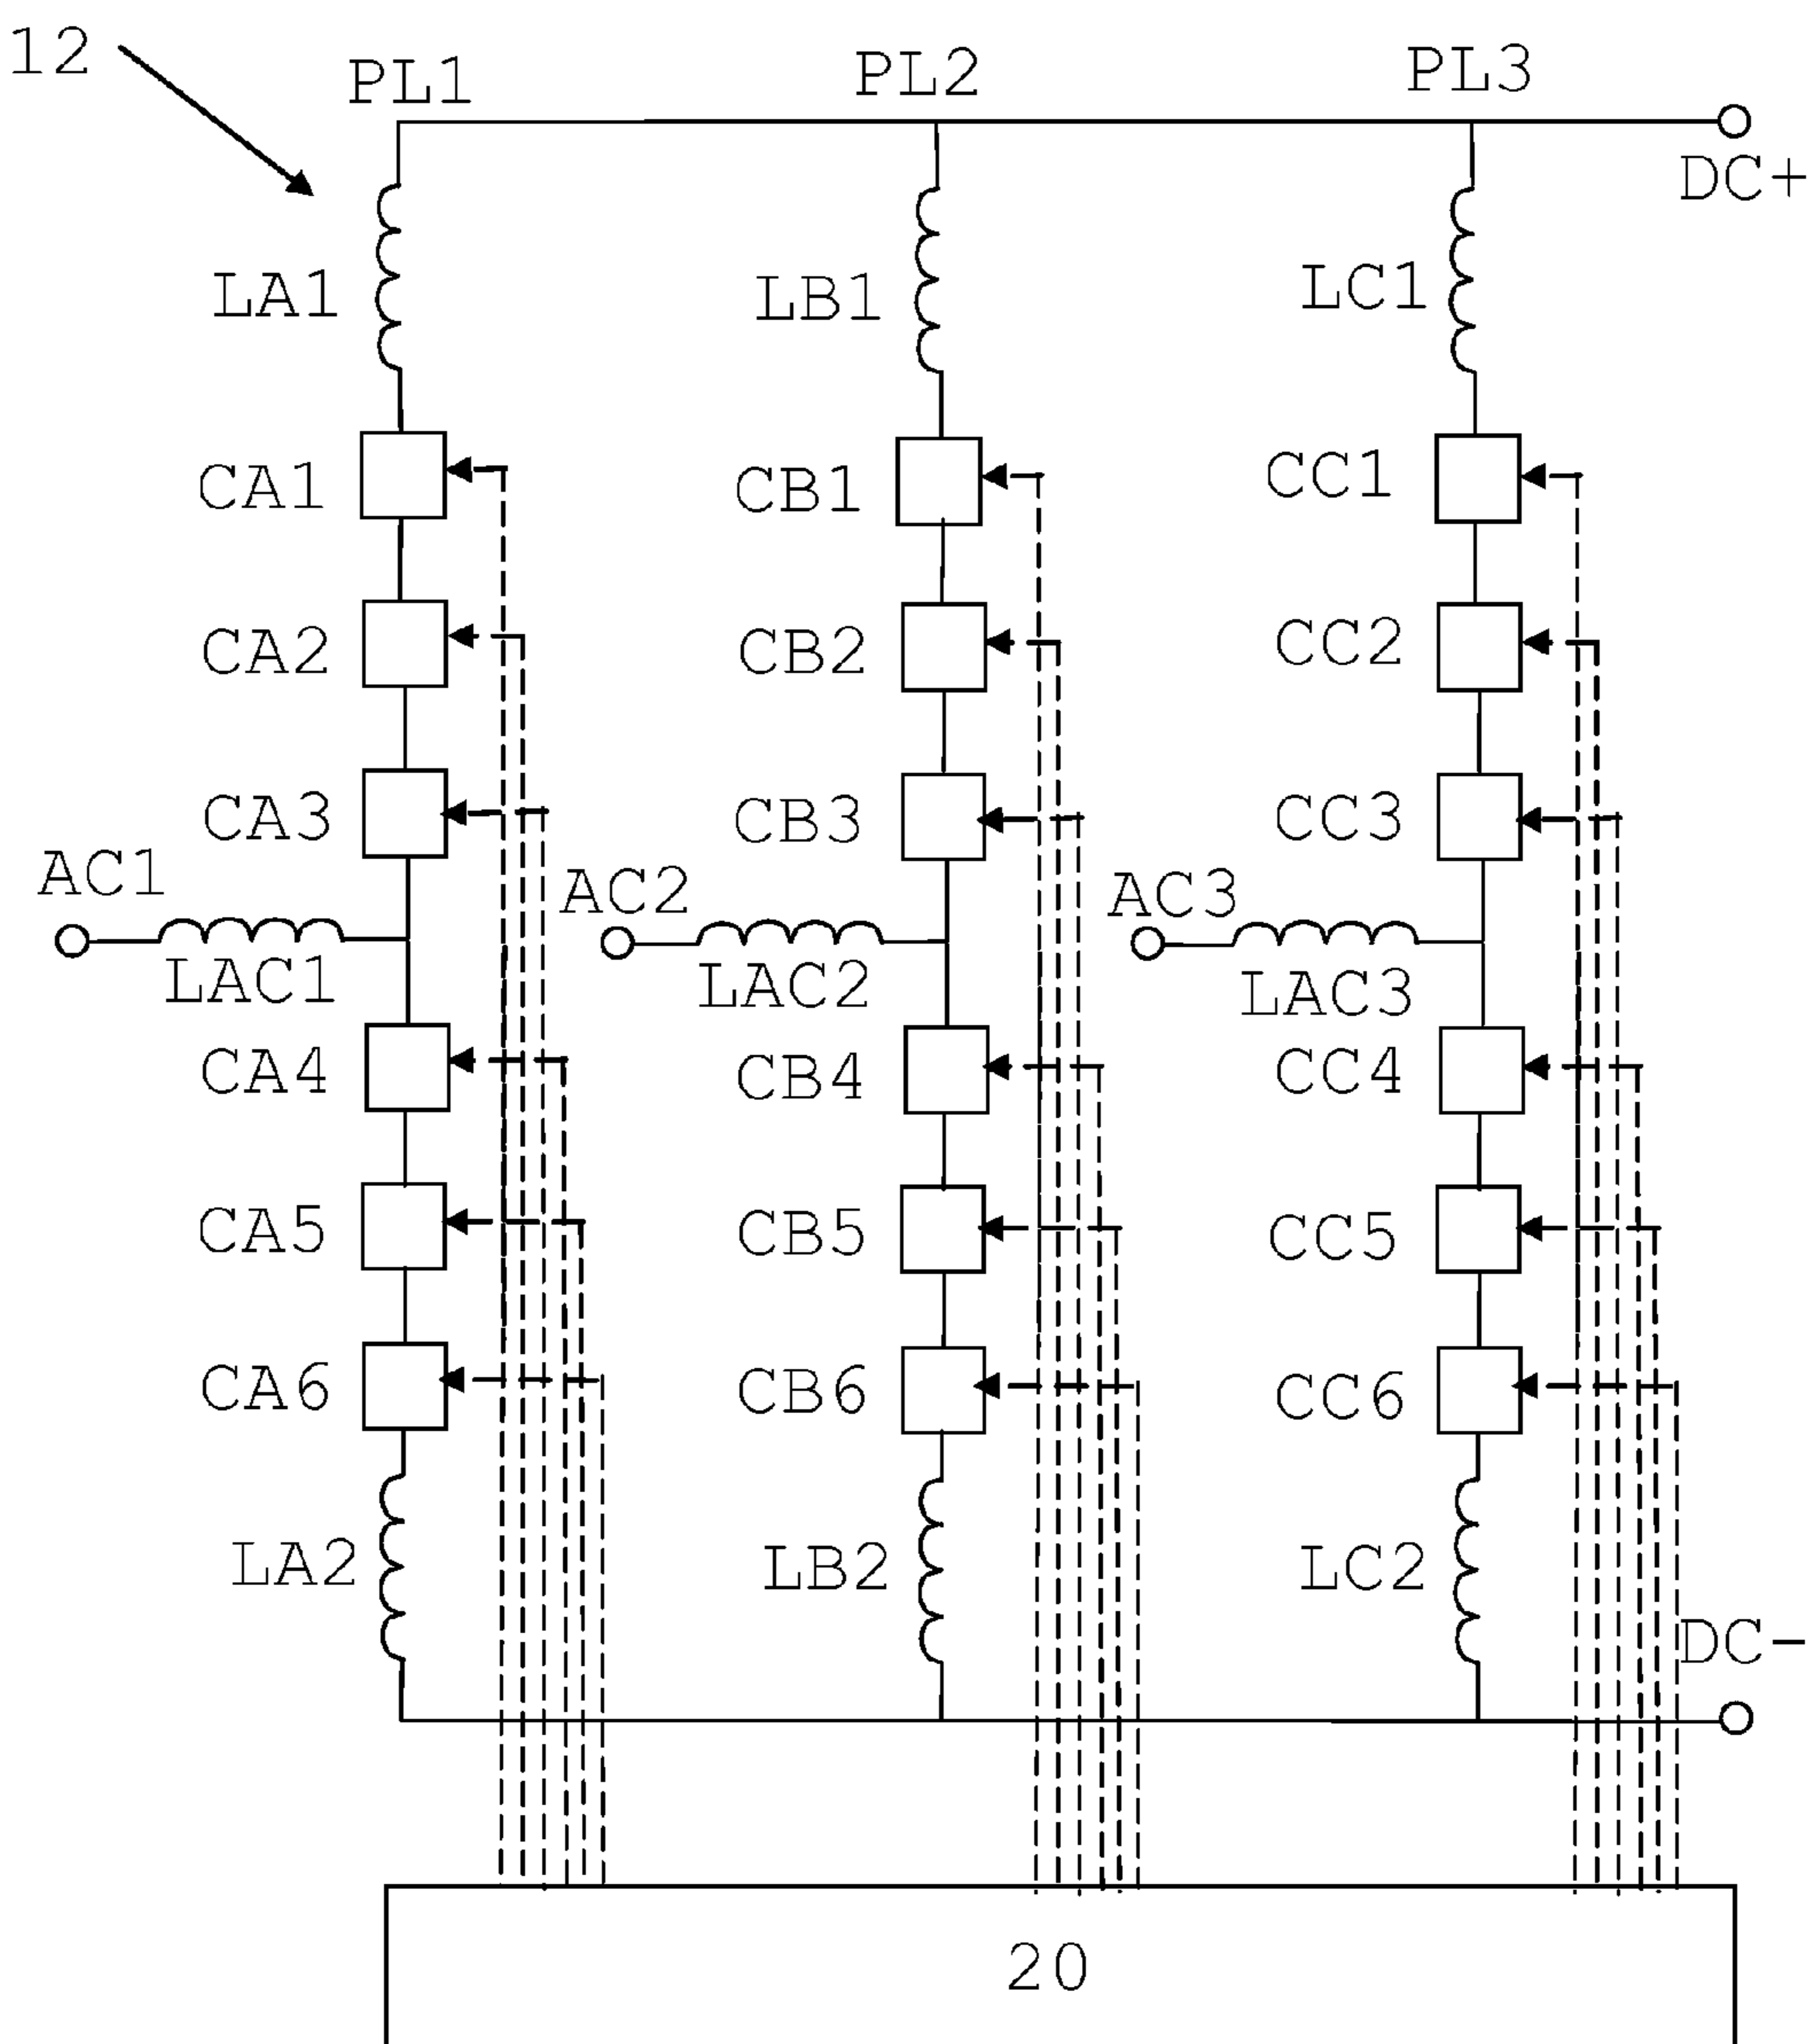 12
PL1 PL2 PL3
DC+
LA1 LB1 LC1
CA1 CB1 CC1
CA2 CB2 CC2
CA3 CB3 CC3
AC1 AC2 AC3
LAC1 LAC2 LAC3
CA4 CB4 CC4
CA5 CB5 CC5
CA6 CB6 CC6
LA2 LB2 LC2
DC-
20